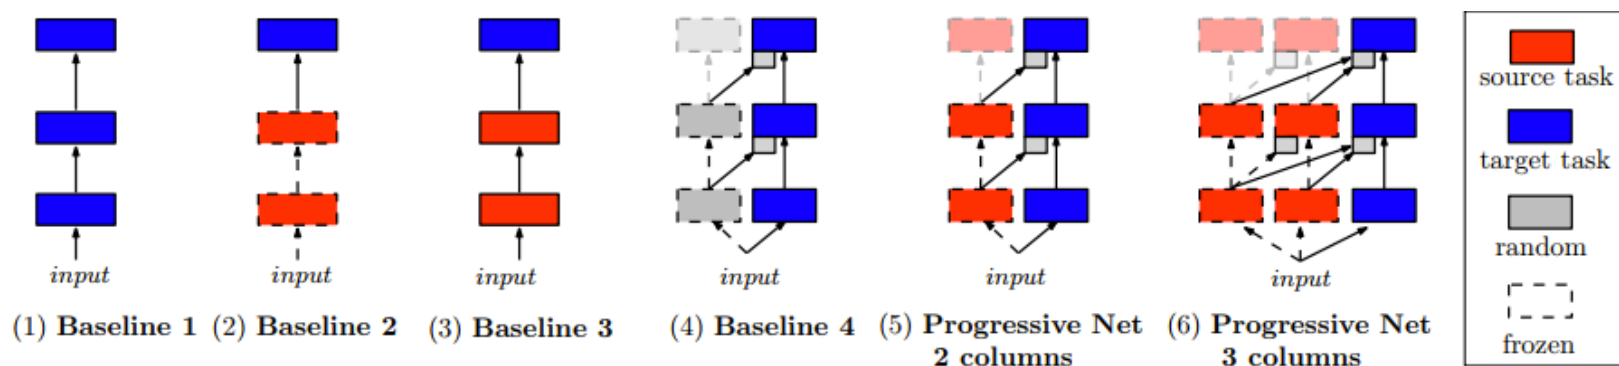 input
input
input
input
input
input
(1) Baseline 1
(2) Baseline 2
(3) Baseline 3
(4) Baseline 4
(5) Progressive Net
2 columns
(6) Progressive Net
3 columns
source task
target task
random
frozen